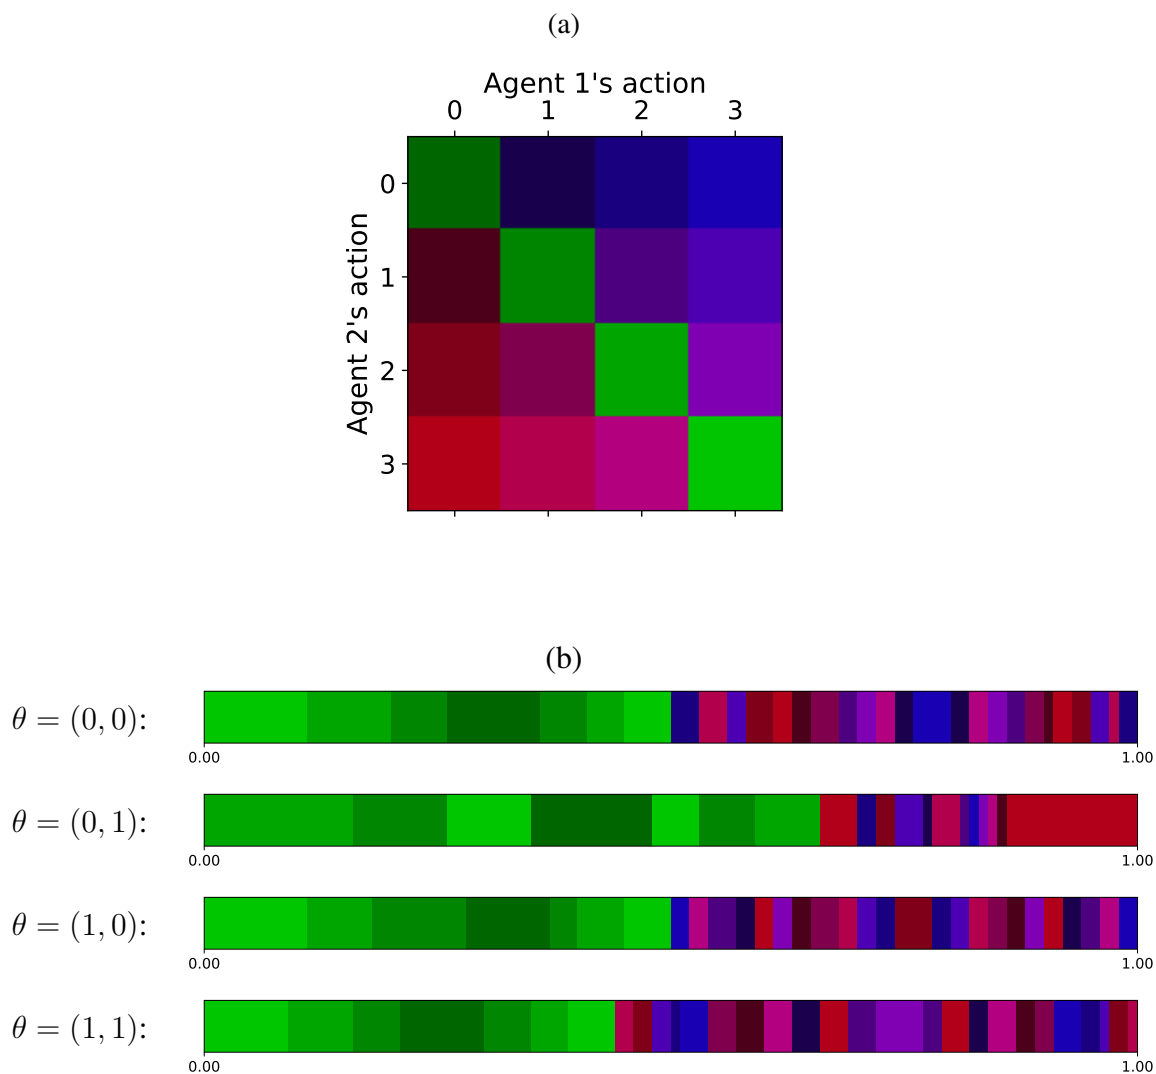 (a)
Agent 1's action
0 1 2 3
Agent 2's action
0
1
2
3
(b)
θ = (0, 0):
0.00 1.00
θ = (0, 1):
0.00 1.00
θ = (1, 0):
0.00 1.00
θ = (1, 1):
0.00 1.00